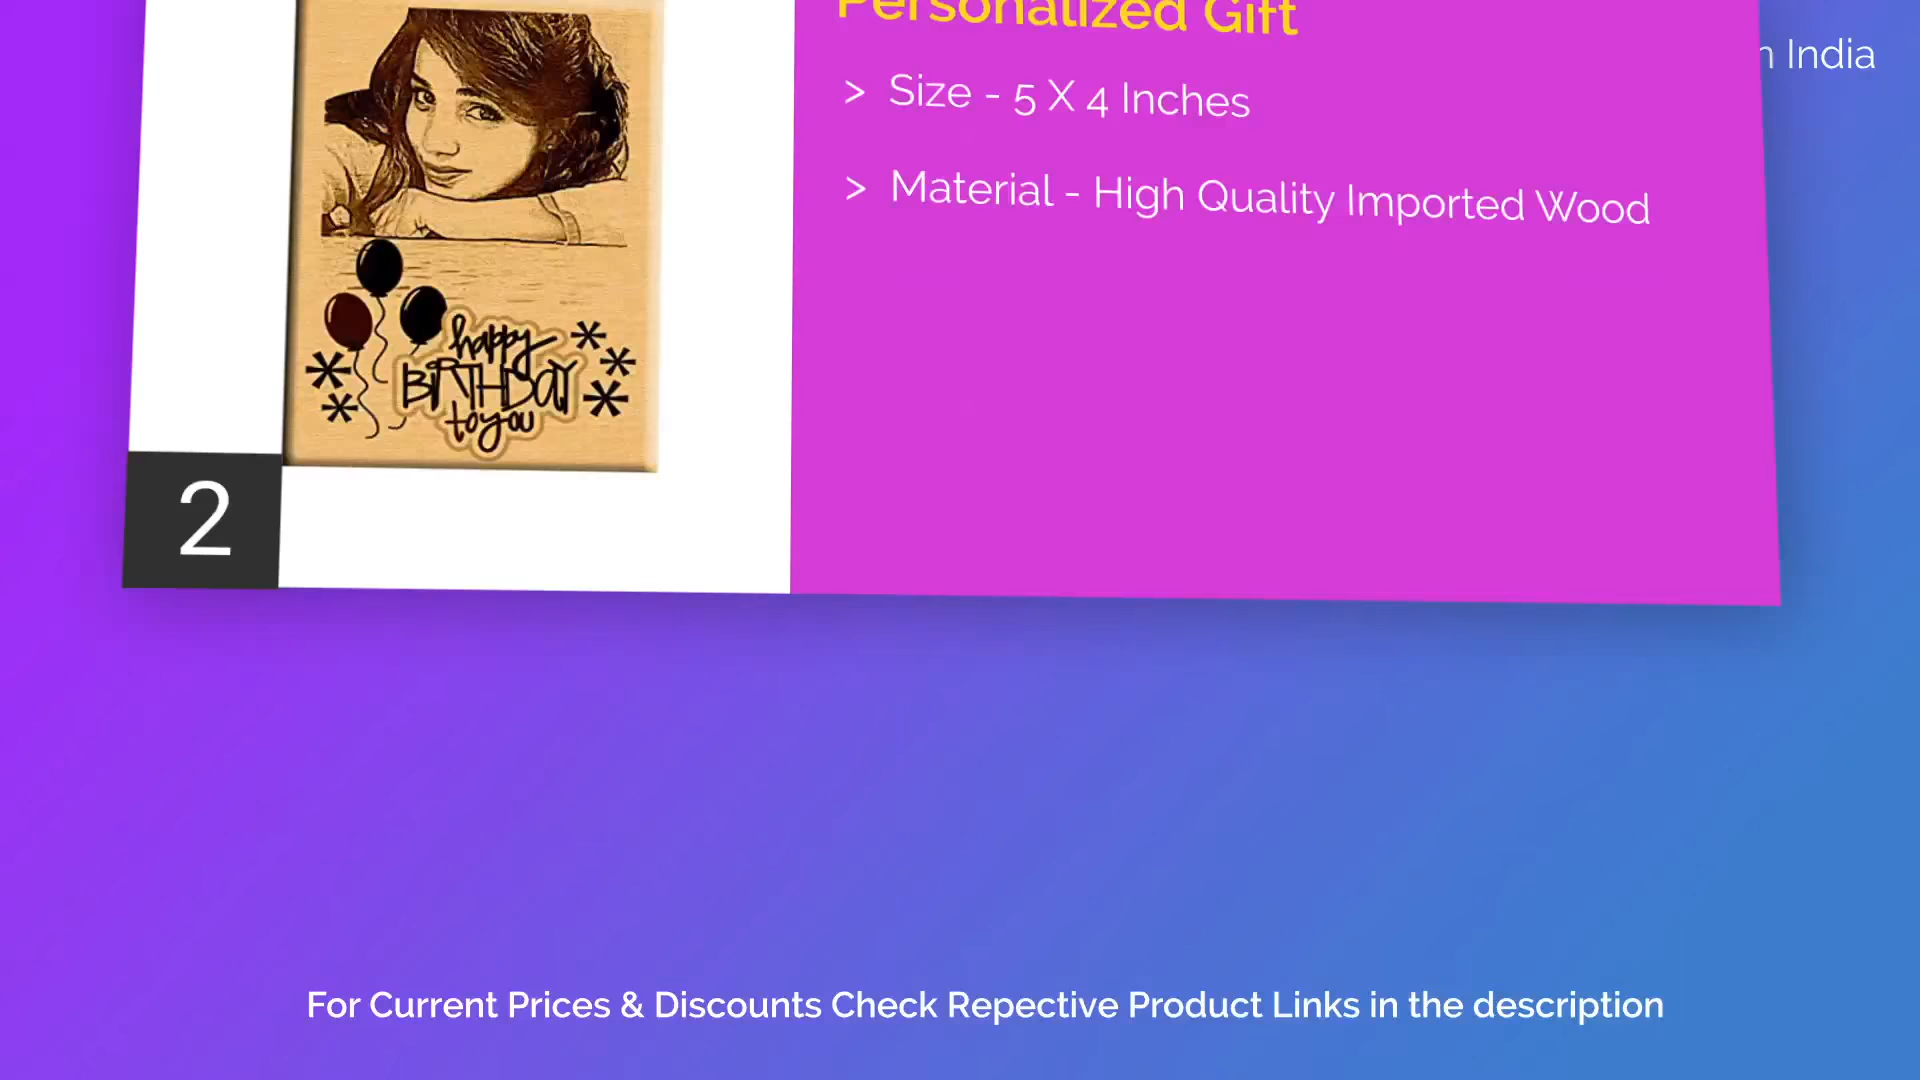 Personalized Gift
India
> Size - 5 X 4 Inches
> Material - High Quality Imported Wood
happy
BIRTHDAY
to you
2
For Current Prices & Discounts Check Repective Product Links in the description